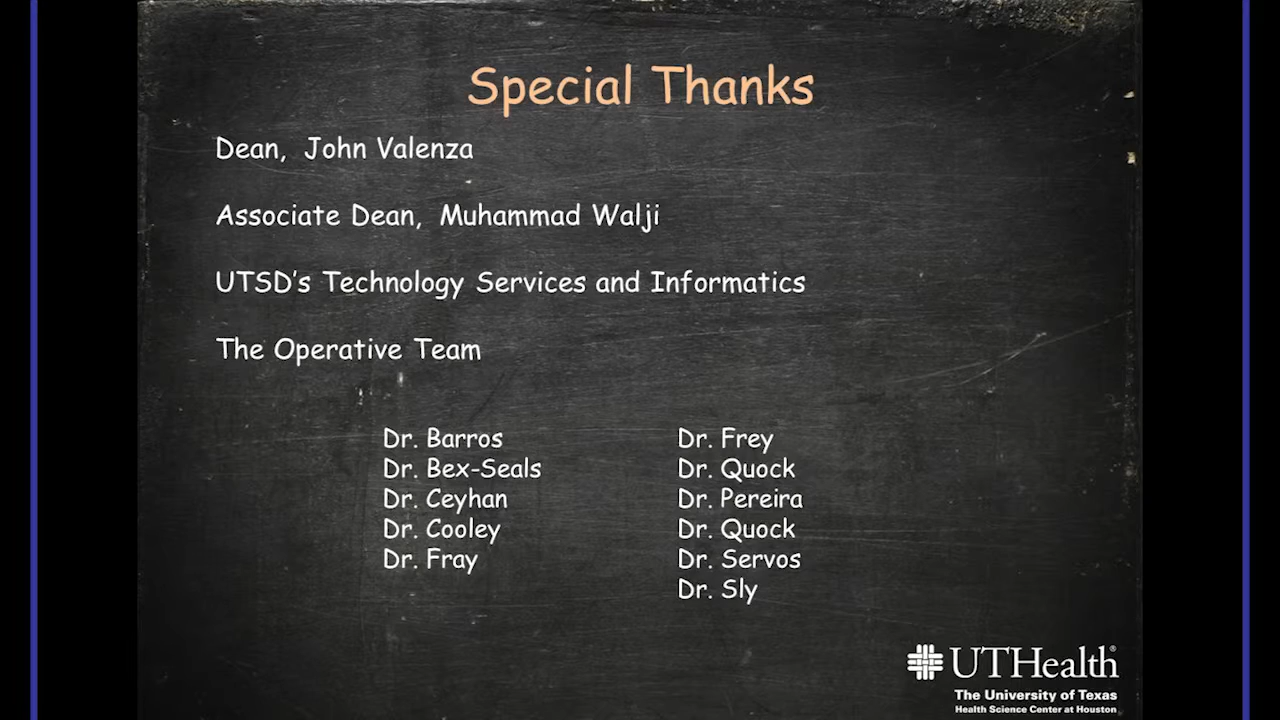 Special Thanks
Dean,  John Valenza
Associate Dean,  Muhammad Walji
UTSD's Technology Services and Informatics
The Operative Team
Dr. Barros
Dr. Bex-Seals
Dr. Ceyhan
Dr. Cooley
Dr. Fray
Dr. Frey
Dr. Quock
Dr. Pereira
Dr. Quock
Dr. Servos
Dr. Sly
UTHealth®
The University of Texas
Health Science Center at Houston